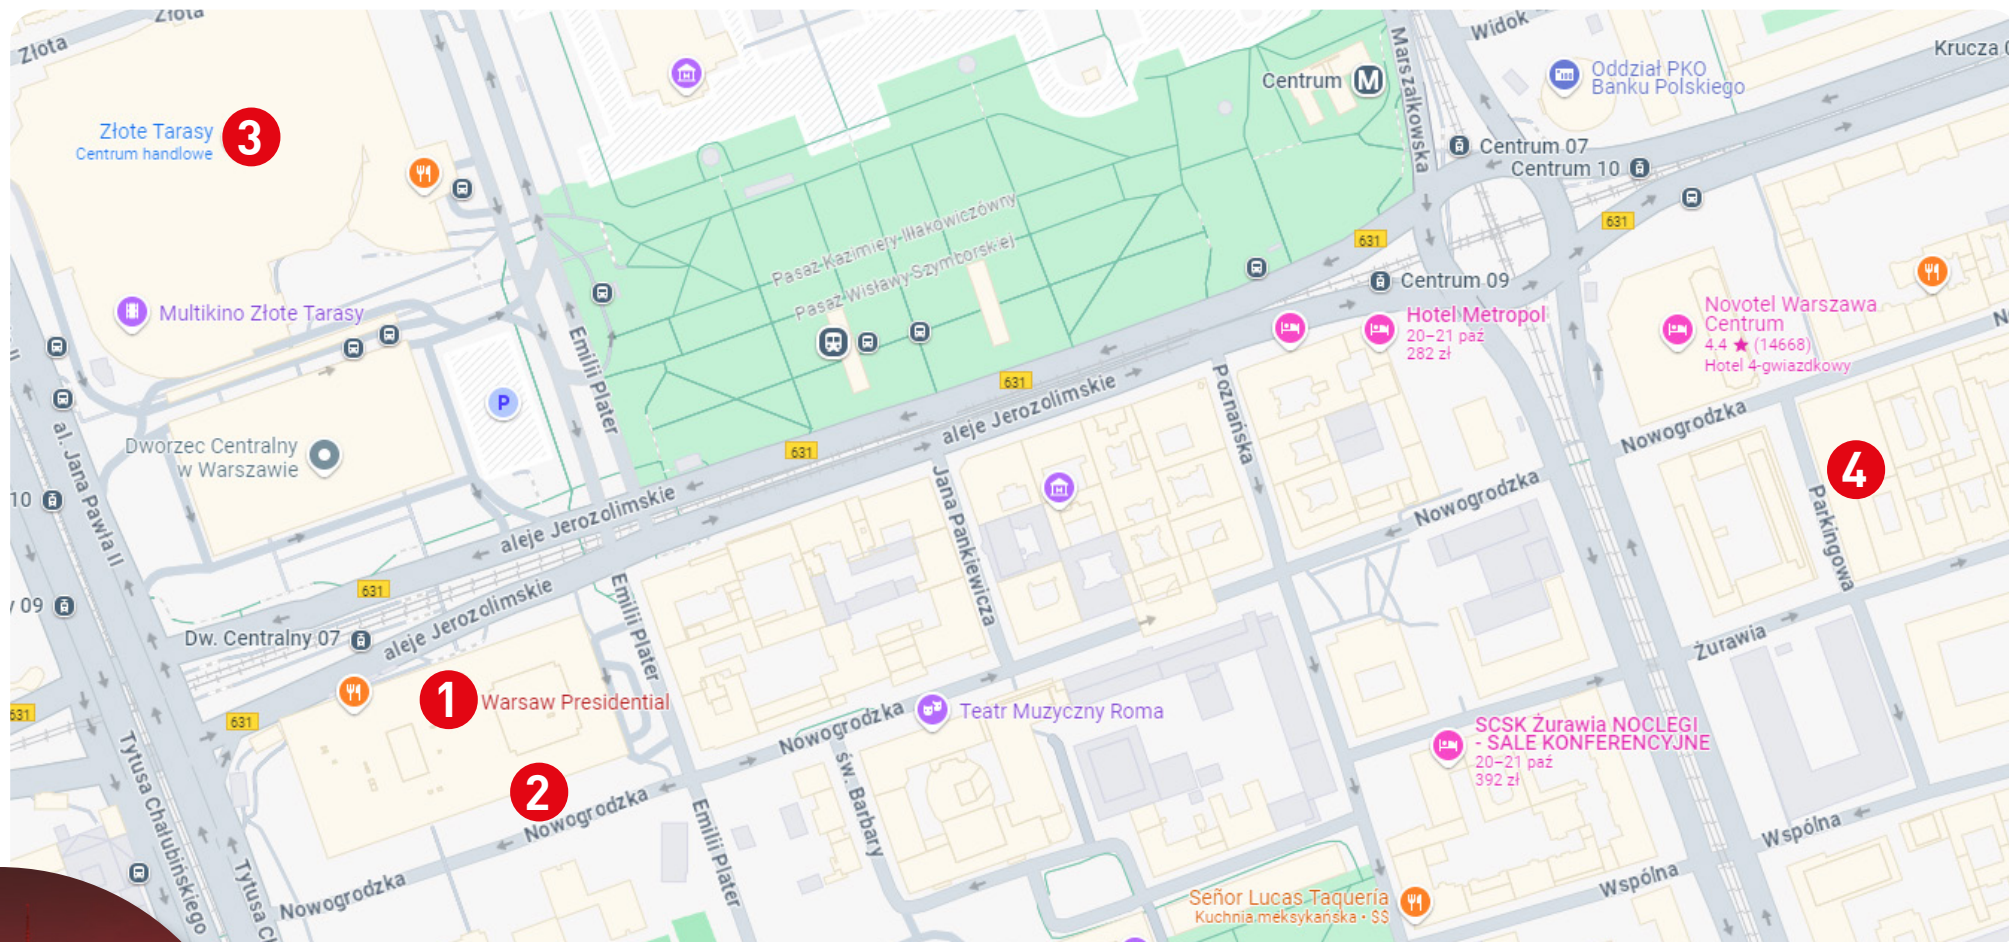 Złota
Złota
Złote Tarasy
Centrum handlowe
3
Multikino Złote Tarasy
Dworzec Centralny
w Warszawie
P
Emilii Plater
Pasaż Kazimiery Iłłakowiczówny
Pasaż Wisławy Szymborskiej
Centrum
M
Marszałkowska
Widok
Oddział PKO
Banku Polskiego
Krucza
Centrum 07
Centrum 10
631
631
Centrum 09
Hotel Metropol
20–21 paź
282 zł
Novotel Warszawa
Centrum
4.4 ★ (14668)
Hotel 4-gwiazdkowy
631
aleje Jerozolimskie
631
aleje Jerozolimskie
Poznańska
Jana Pankiewicza
Nowogrodzka
Nowogrodzka
4
Parkingowa
Żurawia
al. Jana Pawła II
10
09
631
Dw. Centralny 07
aleje Jerozolimskie
Emilii Plater
1
Warsaw Presidential
631
631
2
Nowogrodzka
Nowogrodzka
Nowogrodzka
Teatr Muzyczny Roma
św. Barbary
Emilii Plater
Tytusa Chałubińskiego
Tytusa
SCSK Żurawia NOCLEGI
- SALE KONFERENCYJNE
20–21 paź
392 zł
Wspólna
Wspólna
Señor Lucas Taquería
Kuchnia meksykańska • $$